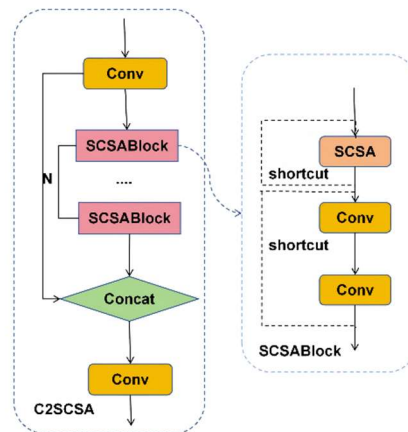 Conv
SCSABlock
N
....
SCSABlock
Concat
Conv
C2SCSA
SCSA
shortcut
Conv
shortcut
Conv
SCSABlock